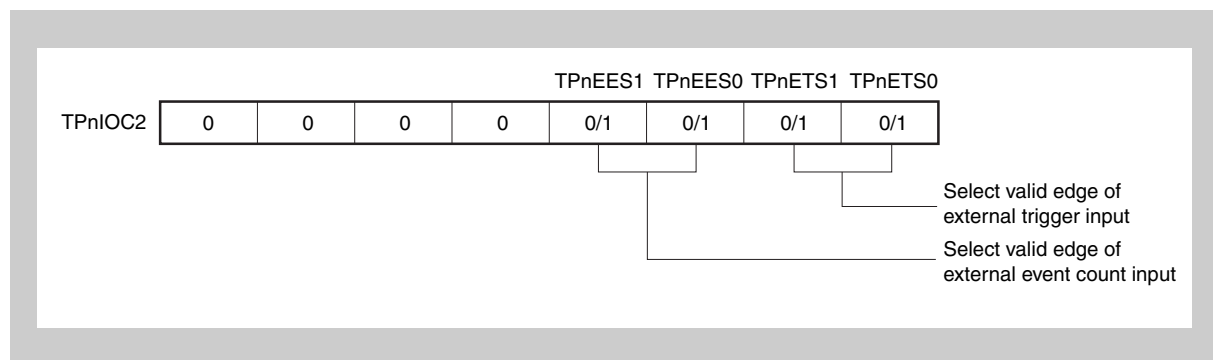 TPnEES1 TPnEES0 TPnETS1 TPnETS0
TPnIOC2 0 0 0 0 0/1 0/1 0/1 0/1
Select valid edge of
external trigger input
Select valid edge of
external event count input